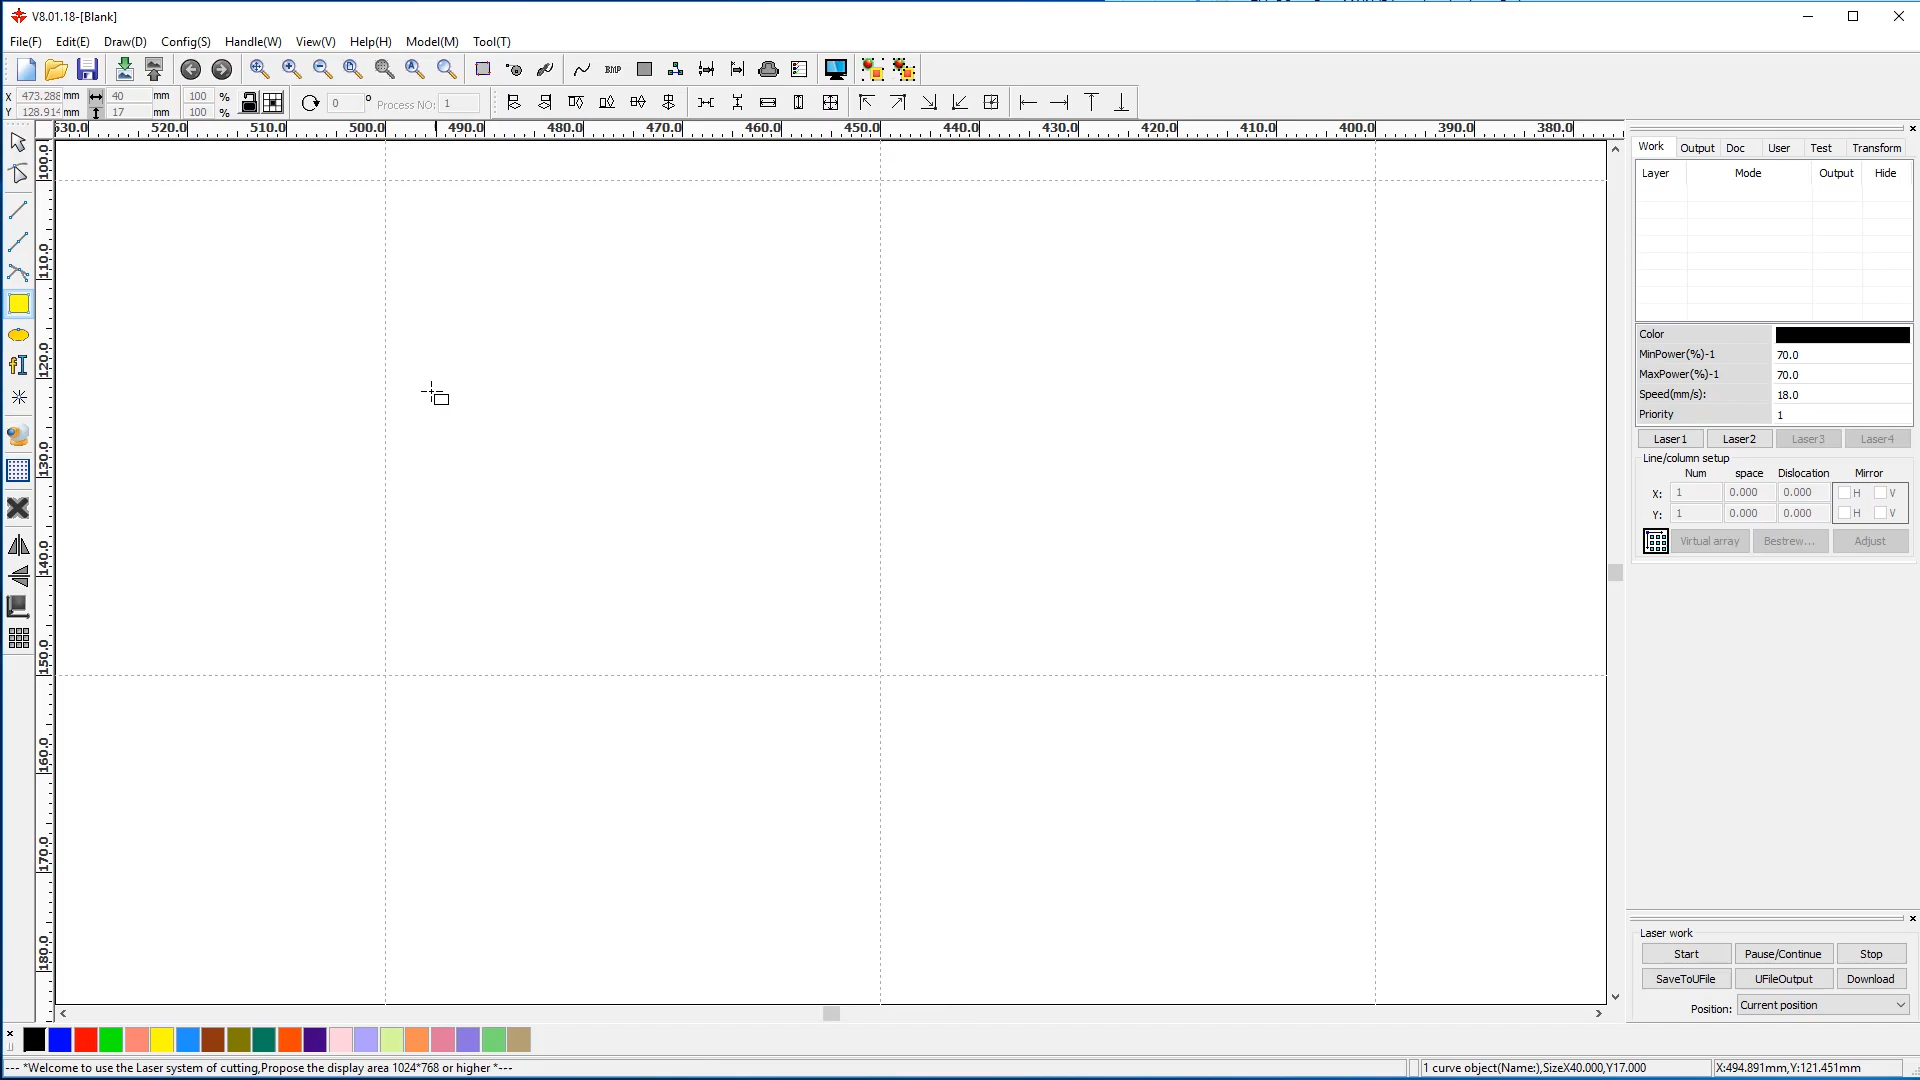 V8.01.18-[Blank]
File(F) Edit(E) Draw(D) Config(S) Handle(W) View(V) Help(H) Model(M) Tool(T)
BMP
X 473.288 mm 40 mm 100 %
Y 128.914 mm 17 mm 100 %
0 ° Process NO: 1
530.0 520.0 510.0 500.0 490.0 480.0 470.0 460.0 450.0 440.0 430.0 420.0 410.0 400.0 390.0 380.0
100.0
110.0
120.0
130.0
140.0
150.0
160.0
170.0
180.0
Work Output Doc User Test Transform
Layer Mode Output Hide
Color
MinPower(%)-1 70.0
MaxPower(%)-1 70.0
Speed(mm/s): 18.0
Priority 1
Laser1 Laser2 Laser3 Laser4
Line/column setup
Num space Dislocation Mirror
X: 1 0.000 0.000 H V
Y: 1 0.000 0.000 H V
Virtual array Bestrew... Adjust
Laser work
Start Pause/Continue Stop
SaveToUFile UFileOutput Download
Position: Current position
--- *Welcome to use the Laser system of cutting,Propose the display area 1024*768 or higher *---
1 curve object(Name:),SizeX40.000,Y17.000
X:494.891mm,Y:121.451mm